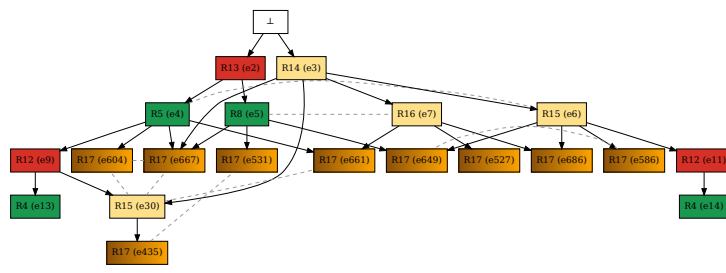 ⊥
R13 (e2)
R14 (e3)
R5 (e4)
R8 (e5)
R16 (e7)
R15 (e6)
R12 (e9)
R17 (e604)
R17 (e667)
R17 (e531)
R17 (e661)
R17 (e649)
R17 (e527)
R17 (e686)
R17 (e586)
R12 (e11)
R4 (e13)
R15 (e30)
R4 (e14)
R17 (e435)